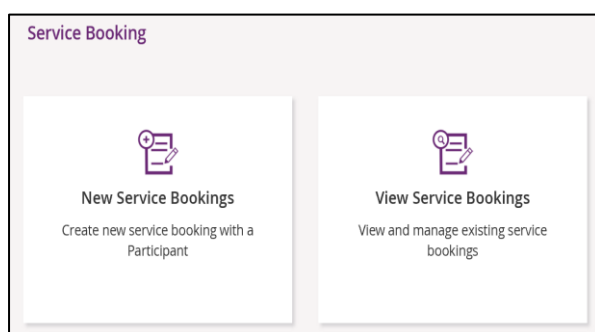 Service Booking
New Service Bookings
Create new service booking with a
Participant
View Service Bookings
View and manage existing service
bookings